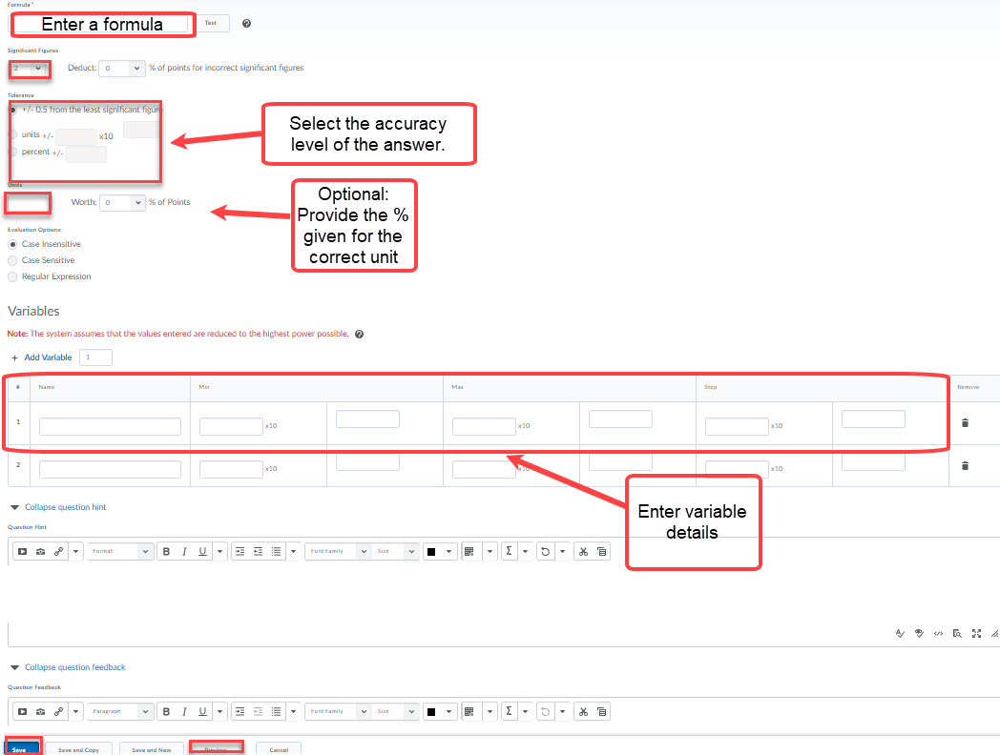 Formula *
Enter a formula
Test
Significant Figures
2
Deduct: 0 % of points for incorrect significant figures
Tolerance
+/- 0.5 from the least significant figure
units +/- x10
percent +/-
Select the accuracy
level of the answer.
Units
Worth: 0 % of Points
Optional:
Provide the %
given for the
correct unit
Evaluation Options:
Case Insensitive
Case Sensitive
Regular Expression
Variables
Note: The system assumes that the values entered are reduced to the highest power possible.
+ Add Variable 1
# Name Min Max Step Remove
1 x10 x10 x10
2 x10 x10 x10
Enter variable
details
Collapse question hint
Question Hint
Format B I U Font Family Size Σ
Collapse question feedback
Question Feedback
Paragraph B I U Font Family Size Σ
Save Save and Copy Save and New Preview Cancel